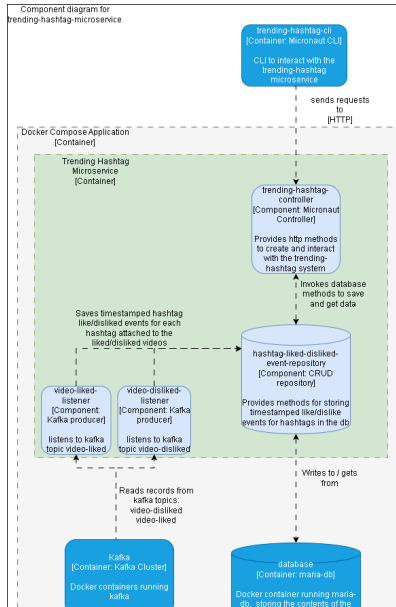 Component diagram for
trending-hashtag-microservice
trending-hashtag-cli
[Container: Micronaut CLI]
CLI to interact with the
trending-hashtag
microservice
sends requests
to
[HTTP]
Docker Compose Application
[Container]
Trending Hashtag
Microservice
[Container]
trending-hashtag-
controller
[Component: Micronaut
Controller]
Provides http methods
to create and interact
with the trending-
hashtag system
Invokes database
methods to save
and get data
Saves timestamped hashtag
like/disliked events for each
hashtag attached to the
liked/disliked videos
hashtag-liked-disliked-
event-repository
[Component: CRUD
repository]
Provides methods for storing
timestamped like/dislike
events for hashtags in the db
video-liked-
listener
[Component:
Kafka producer]
listens to kafka
topic video-liked
video-disliked-
listener
[Component: Kafka
producer]
listens to kafka
topic video-disliked
Reads records from
kafka topics:
video-disliked
video-liked
Writes to / gets
from
Kafka
[Container: Kafka Cluster]
Docker containers running
kafka
database
[Container: maria-db]
Docker container running maria-
db, storing the contents of the